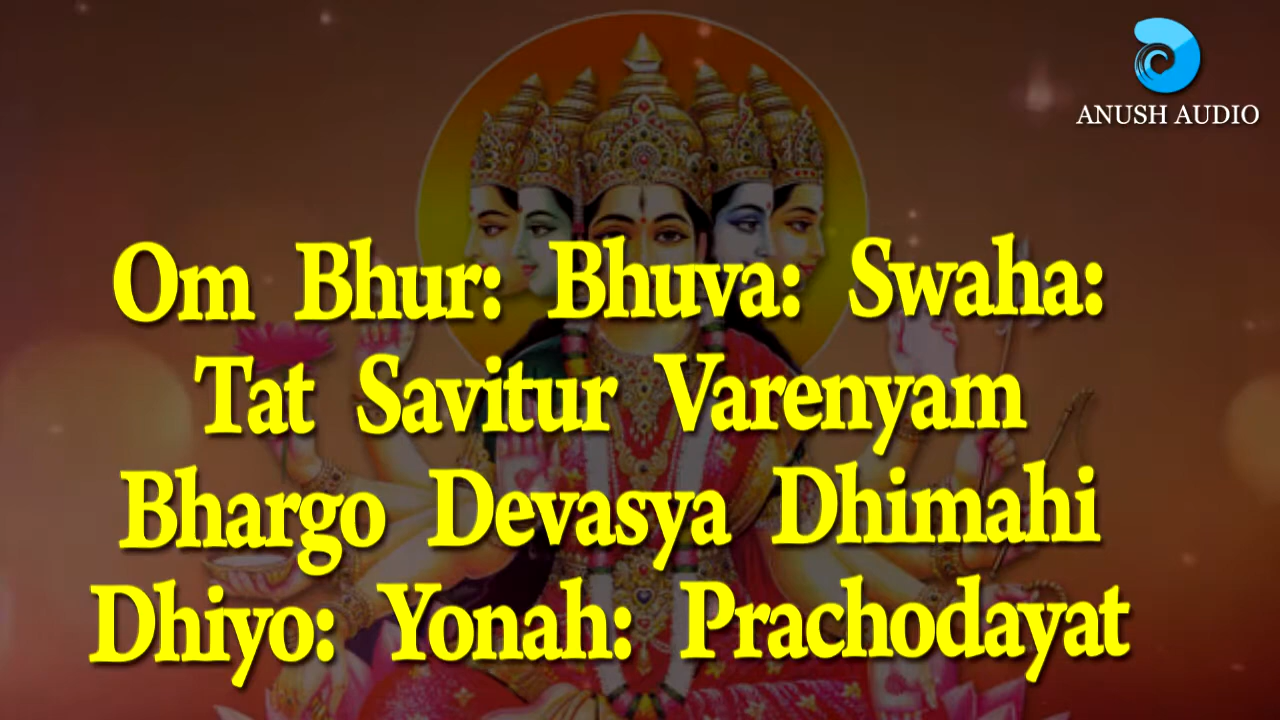 ANUSH AUDIO
Om Bhur: Bhuva: Swaha:
Tat Savitur Varenyam
Bhargo Devasya Dhimahi
Dhiyo: Yonah: Prachodayat